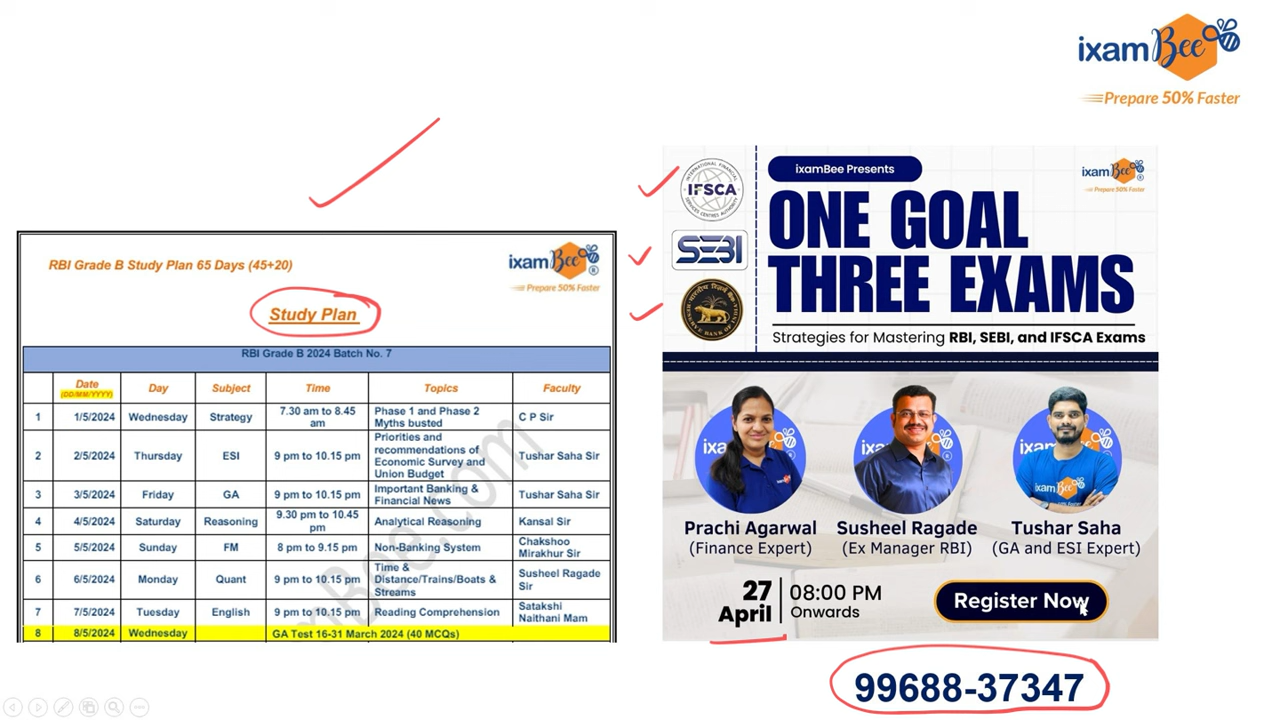 ixamBee
Prepare 50% Faster
RBI Grade B Study Plan 65 Days (45+20)
ixamBee
Prepare 50% Faster
Study Plan
RBI Grade B 2024 Batch No. 7
Date (DD/MM/YYYY) Day Subject Time Topics Faculty
1 1/5/2024 Wednesday Strategy 7.30 am to 8.45 am Phase 1 and Phase 2 Myths busted C P Sir
2 2/5/2024 Thursday ESI 9 pm to 10.15 pm Priorities and recommendations of Economic Survey and Union Budget Tushar Saha Sir
3 3/5/2024 Friday GA 9 pm to 10.15 pm Important Banking & Financial News Tushar Saha Sir
4 4/5/2024 Saturday Reasoning 9.30 pm to 10.45 pm Analytical Reasoning Kansal Sir
5 5/5/2024 Sunday FM 8 pm to 9.15 pm Non-Banking System Chakshoo Mirakhur Sir
6 6/5/2024 Monday Quant 9 pm to 10.15 pm Time & Distance/Trains/Boats & Streams Susheel Ragade Sir
7 7/5/2024 Tuesday English 9 pm to 10.15 pm Reading Comprehension Satakshi Naithani Mam
8 8/5/2024 Wednesday GA Test 16-31 March 2024 (40 MCQs)
INTERNATIONAL FINANCIAL
IFSCA
SERVICES CENTRES AUTHORITY
SEBI
ixamBee Presents
ixamBee
Prepare 50% Faster
ONE GOAL
THREE EXAMS
Strategies for Mastering RBI, SEBI, and IFSCA Exams
Prachi Agarwal
(Finance Expert)
Susheel Ragade
(Ex Manager RBI)
Tushar Saha
(GA and ESI Expert)
27
April
08:00 PM
Onwards
Register Now
99688-37347